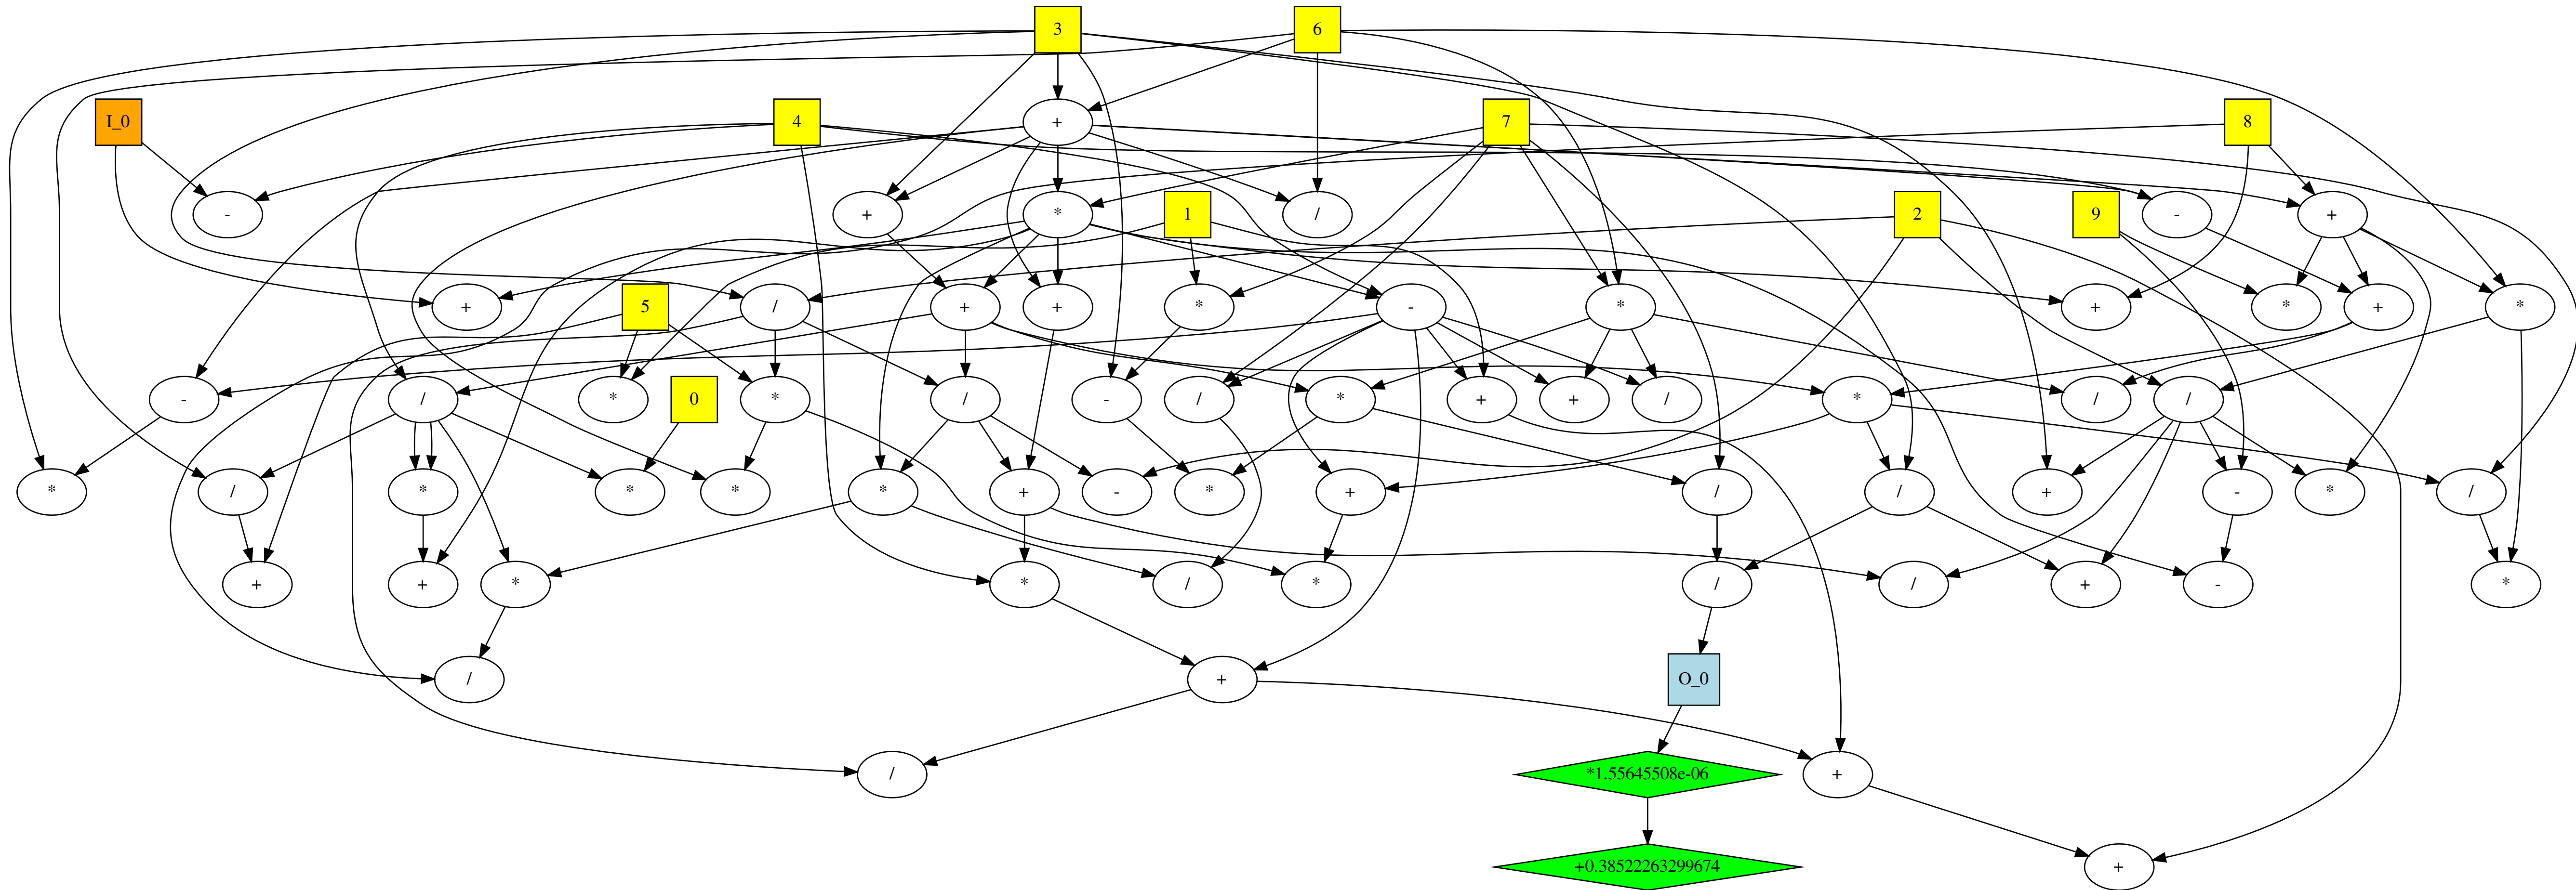 3 6
I_0 4 + 7 8
- + * 1 / 2 9 - +
+ 5 / + + * - * + * + *
- / * 0 * / - / * + + / * / /
* / * * * * + - * + / / + - * /
+ + * * / * / / + - *
/ + O_0
/ *1.55645508e-06 +
+0.38522263299674 +